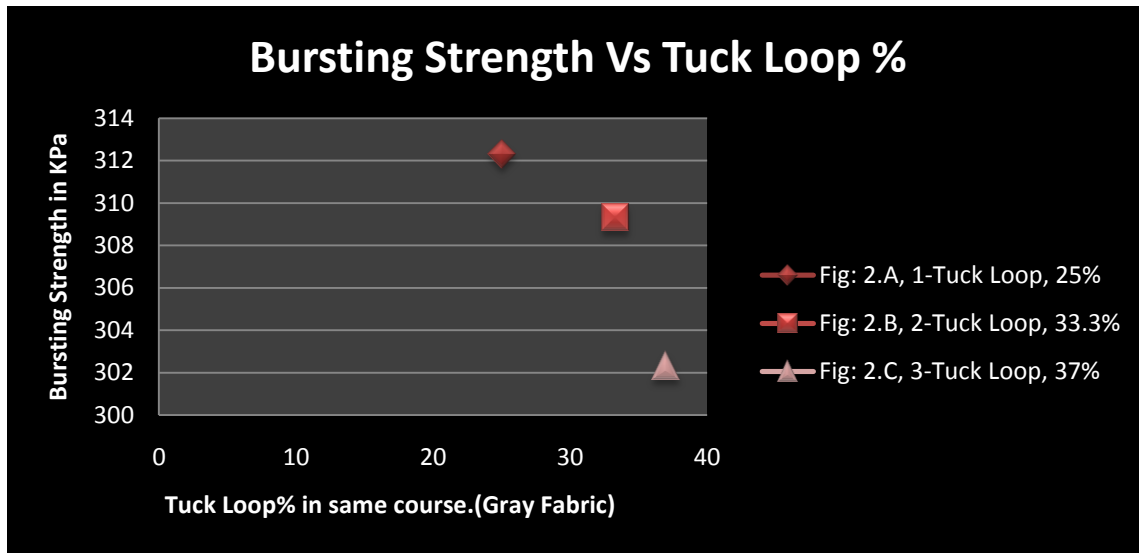 Bursting Strength Vs Tuck Loop %
Bursting Strength in KPa
314
312
310
308
306
304
302
300
0 10 20 30 40
Tuck Loop% in same course.(Gray Fabric)
Fig: 2.A, 1-Tuck Loop, 25%
Fig: 2.B, 2-Tuck Loop, 33.3%
Fig: 2.C, 3-Tuck Loop, 37%